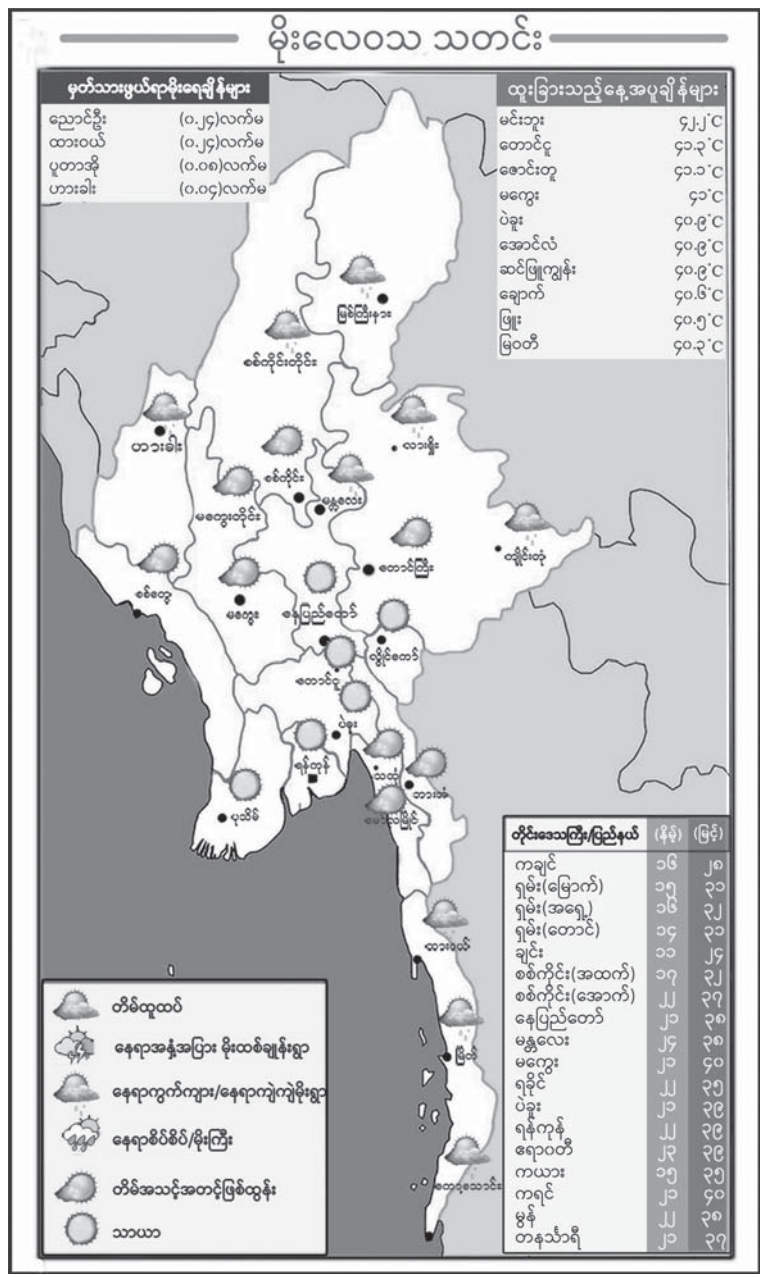 မိုးလေဝသ သတင်း
မှတ်သားဖွယ်ရာမိုးရေချိန်များ
ညောင်ဦး (၀.၂၄)လက်မ
ထားဝယ် (၀.၂၄)လက်မ
ပူတာအို (၀.၀၈)လက်မ
ဟားခါး (၀.၀၄)လက်မ
ထူးခြားသည့်နေ့အပူချိန်များ
မင်းဘူး ၄၂.၂°C
တောင်ငူ ၄၁.၃°C
ဇောင်းတူ ၄၁.၁°C
မကွေး ၄၁°C
ပဲခူး ၄၀.၉°C
အောင်လံ ၄၀.၉°C
ဆင်ဖြူကျွန်း ၄၀.၉°C
ချောက် ၄၀.၆°C
ဖြူး ၄၀.၅°C
မြဝတီ ၄၀.၃°C
မြစ်ကြီးနား
စစ်ကိုင်းတိုင်း
ဟားခါး
လားရှိုး
စစ်ကိုင်း
မန္တလေး
မကွေးတိုင်း
ကျိုင်းတုံ
တောင်ကြီး
စစ်တွေ
မကွေး
နေပြည်တော်
လွိုင်ကော်
တောင်ငူ
ပဲခူး
ရန်ကုန်
သထုံ
ဘားအံ
ပုသိမ်
မော်လမြိုင်
ထားဝယ်
မြိတ်
ကော့သောင်း
တိမ်ထူထပ်
နေရာအနှံ့အပြား မိုးထစ်ချုန်းရွာ
နေရာကွက်ကျား/နေရာကျဲကျဲမိုးရွာ
နေရာစိပ်စိပ်/မိုးကြီး
တိမ်အသင့်အတင့်ဖြစ်ထွန်း
သာယာ
တိုင်းဒေသကြီး/ပြည်နယ် (နိမ့်) (မြင့်)
ကချင် ၁၆ ၂၈
ရှမ်း(မြောက်) ၁၅ ၃၁
ရှမ်း(အရှေ့) ၁၆ ၃၂
ရှမ်း(တောင်) ၁၄ ၃၁
ချင်း ၁၁ ၂၄
စစ်ကိုင်း(အထက်) ၁၇ ၃၂
စစ်ကိုင်း(အောက်) ၂၂ ၃၇
နေပြည်တော် ၂၁ ၃၈
မန္တလေး ၂၄ ၃၈
မကွေး ၂၁ ၄၀
ရခိုင် ၂၂ ၃၅
ပဲခူး ၂၁ ၃၉
ရန်ကုန် ၂၂ ၃၉
ဧရာဝတီ ၂၃ ၃၉
ကယား ၁၅ ၃၅
ကရင် ၂၁ ၄၀
မွန် ၂၂ ၃၈
တနင်္သာရီ ၂၁ ၃၇